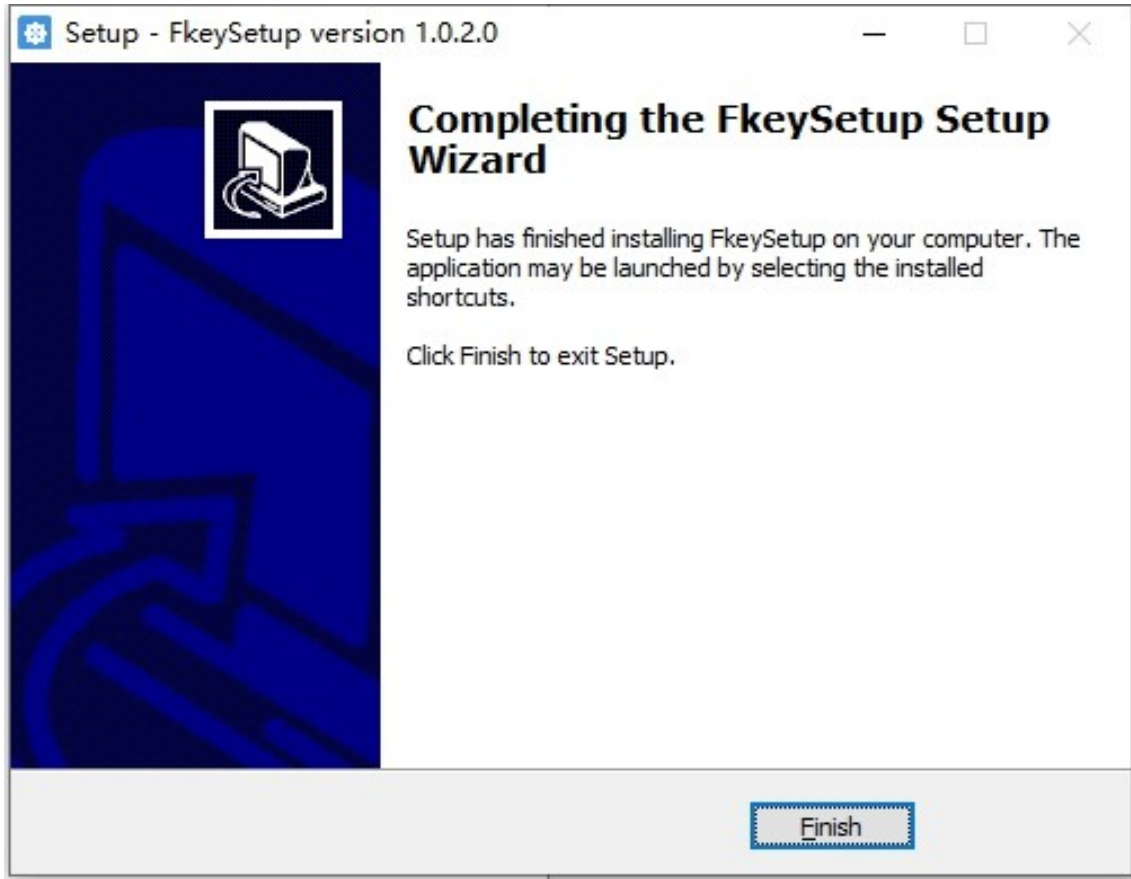 Setup - FkeySetup version 1.0.2.0
Completing the FkeySetup Setup
Wizard
Setup has finished installing FkeySetup on your computer. The
application may be launched by selecting the installed
shortcuts.
Click Finish to exit Setup.
Finish